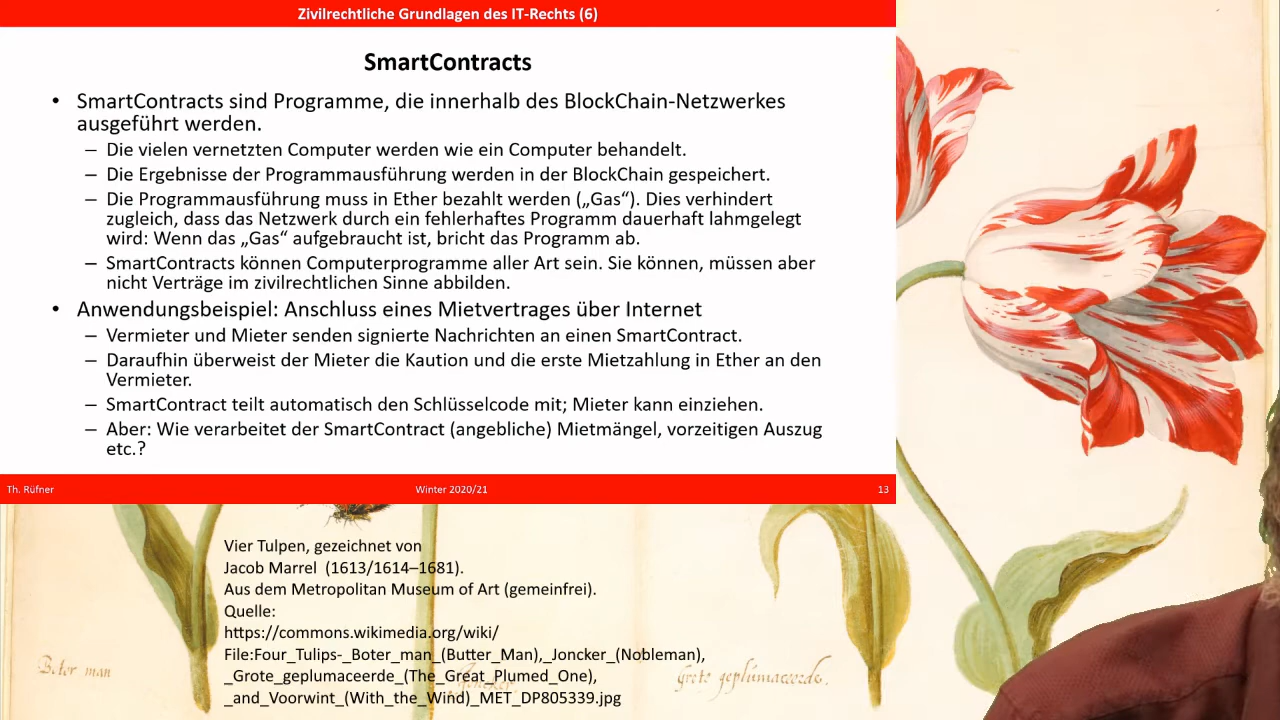 Zivilrechtliche Grundlagen des IT-Rechts (6)
SmartContracts
• SmartContracts sind Programme, die innerhalb des BlockChain-Netzwerkes
ausgeführt werden.
– Die vielen vernetzten Computer werden wie ein Computer behandelt.
– Die Ergebnisse der Programmausführung werden in der BlockChain gespeichert.
– Die Programmausführung muss in Ether bezahlt werden („Gas“). Dies verhindert
zugleich, dass das Netzwerk durch ein fehlerhaftes Programm dauerhaft lahmgelegt
wird: Wenn das „Gas“ aufgebraucht ist, bricht das Programm ab.
– SmartContracts können Computerprogramme aller Art sein. Sie können, müssen aber
nicht Verträge im zivilrechtlichen Sinne abbilden.
• Anwendungsbeispiel: Anschluss eines Mietvertrages über Internet
– Vermieter und Mieter senden signierte Nachrichten an einen SmartContract.
– Daraufhin überweist der Mieter die Kaution und die erste Mietzahlung in Ether an den
Vermieter.
– SmartContract teilt automatisch den Schlüsselcode mit; Mieter kann einziehen.
– Aber: Wie verarbeitet der SmartContract (angebliche) Mietmängel, vorzeitigen Auszug
etc.?
Th. Rüfner
Winter 2020/21
13
Vier Tulpen, gezeichnet von
Jacob Marrel (1613/1614–1681).
Aus dem Metropolitan Museum of Art (gemeinfrei).
Quelle:
https://commons.wikimedia.org/wiki/
File:Four_Tulips-_Boter_man_(Butter_Man),_Joncker_(Nobleman),
_Grote_geplumaceerde_(The_Great_Plumed_One),
_and_Voorwint_(With_the_Wind)_MET_DP805339.jpg
Boter man
Grote geplumaceerde.